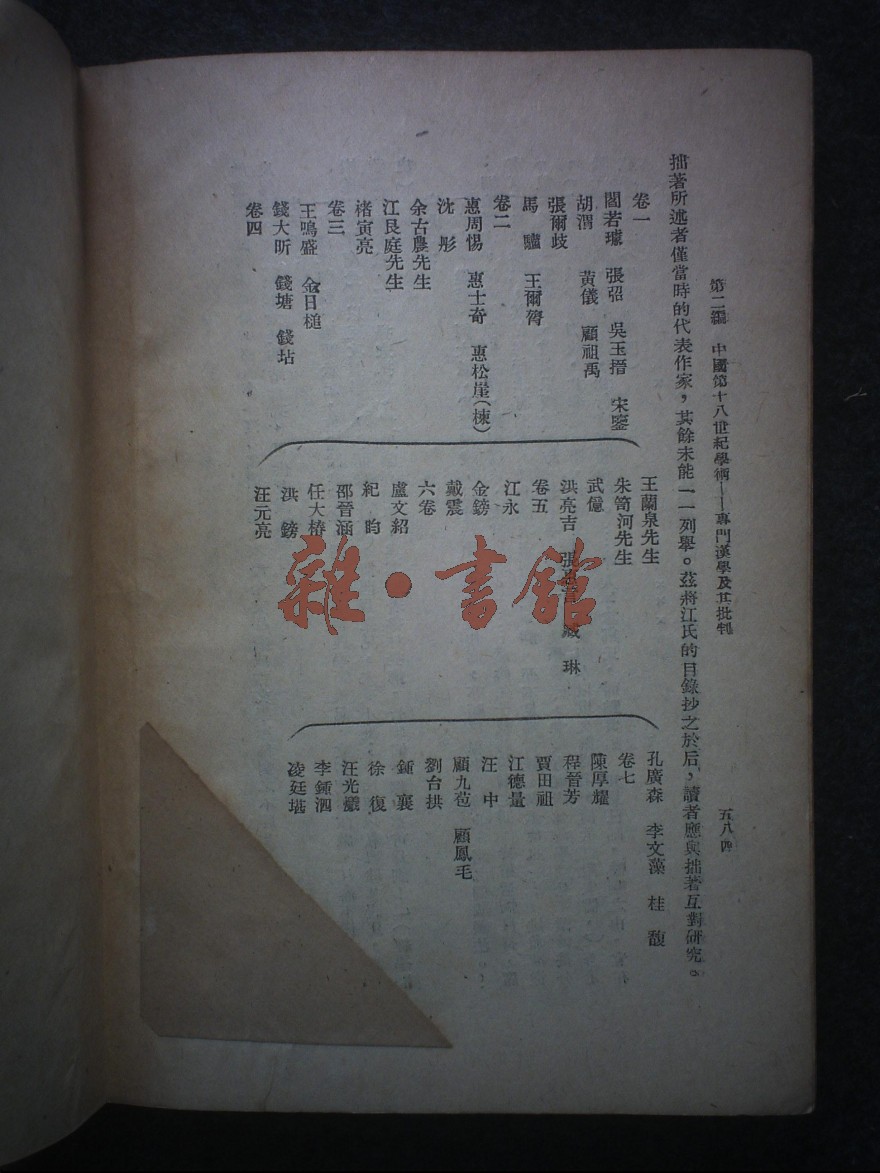 第二編　中國第十八世紀學術——專門漢學及其批判
五八四
拙著所述者僅當時的代表作家，其餘未能一一列舉。茲將江氏的目錄抄之於后，讀者應與拙著互對研究。
卷一
閻若璩　張弨　吳玉搢　宋鑒
胡渭　黃儀　顧祖禹
張爾歧
馬驌　王爾膂
卷二
惠周惕　惠士奇　惠松崖（棟）
沈彤
余古農先生
江艮庭先生
褚寅亮
卷三
王鳴盛　金日槌
錢大昕　錢塘　錢坫
卷四
王蘭泉先生
朱笥河先生
武億
洪亮吉　張　臧琳
卷五
江永
金鎊
戴震
六卷
盧文紹
紀昀
邵晉涵
任大椿
洪鎊
汪元亮
孔廣森　李文藻　桂馥
卷七
陳厚耀
程晉芳
賈田祖
江德量
汪中
顧九苞　顧鳳毛
劉台拱
鍾襄
徐復
汪光爔
李鍾泗
凌廷堪
雜·書館